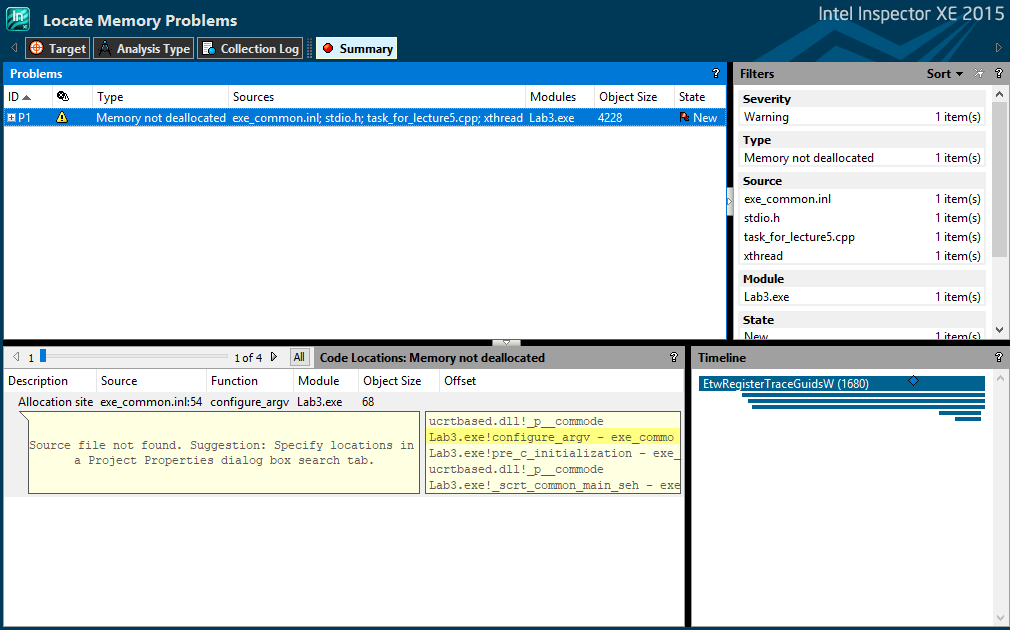 Intel Inspector XE 2015
Locate Memory Problems
Target Analysis Type Collection Log Summary
Problems ?
ID Type Sources Modules Object Size State
P1 Memory not deallocated exe_common.inl; stdio.h; task_for_lecture5.cpp; xthread Lab3.exe 4228 New
Filters Sort ?
Severity
Warning 1 item(s)
Type
Memory not deallocated 1 item(s)
Source
exe_common.inl 1 item(s)
stdio.h 1 item(s)
task_for_lecture5.cpp 1 item(s)
xthread 1 item(s)
Module
Lab3.exe 1 item(s)
State
New 1 item(s)
1 1 of 4 All Code Locations: Memory not deallocated ?
Description Source Function Module Object Size Offset
Allocation site exe_common.inl:54 configure_argv Lab3.exe 68
Source file not found. Suggestion: Specify locations in
a Project Properties dialog box search tab.
ucrtbased.dll!_p__commode
Lab3.exe!configure_argv - exe_commo
Lab3.exe!pre_c_initialization - exe_
ucrtbased.dll!_p__commode
Lab3.exe!_scrt_common_main_seh - exe
Timeline ?
EtwRegisterTraceGuidsW (1680)